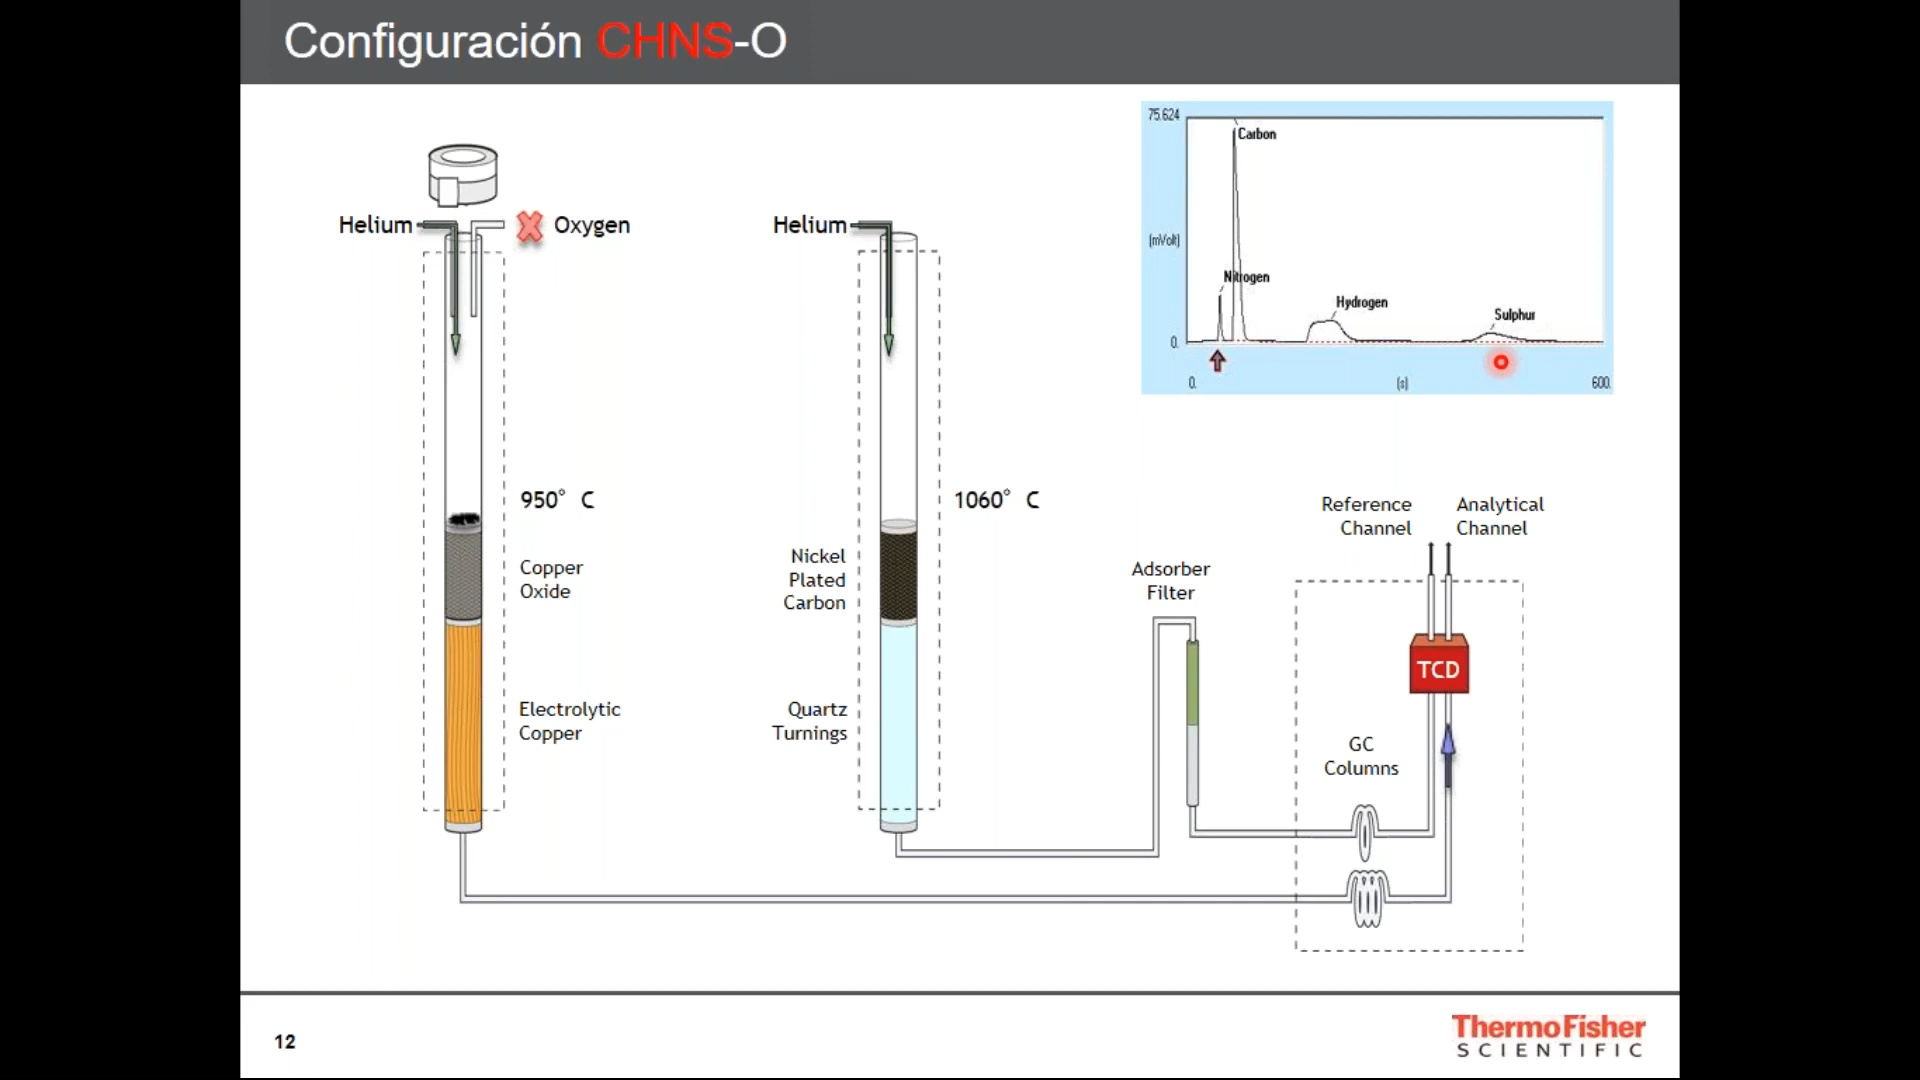 Configuración CHNS-O
75.624
Carbon
(mVolt)
Nitrogen
Hydrogen
Sulphur
0.
0.
(s)
600.
Helium
Oxygen
Helium
950° C
1060° C
Copper
Oxide
Nickel
Plated
Carbon
Adsorber
Filter
Reference
Channel
Analytical
Channel
TCD
Electrolytic
Copper
Quartz
Turnings
GC
Columns
12
ThermoFisher
SCIENTIFIC